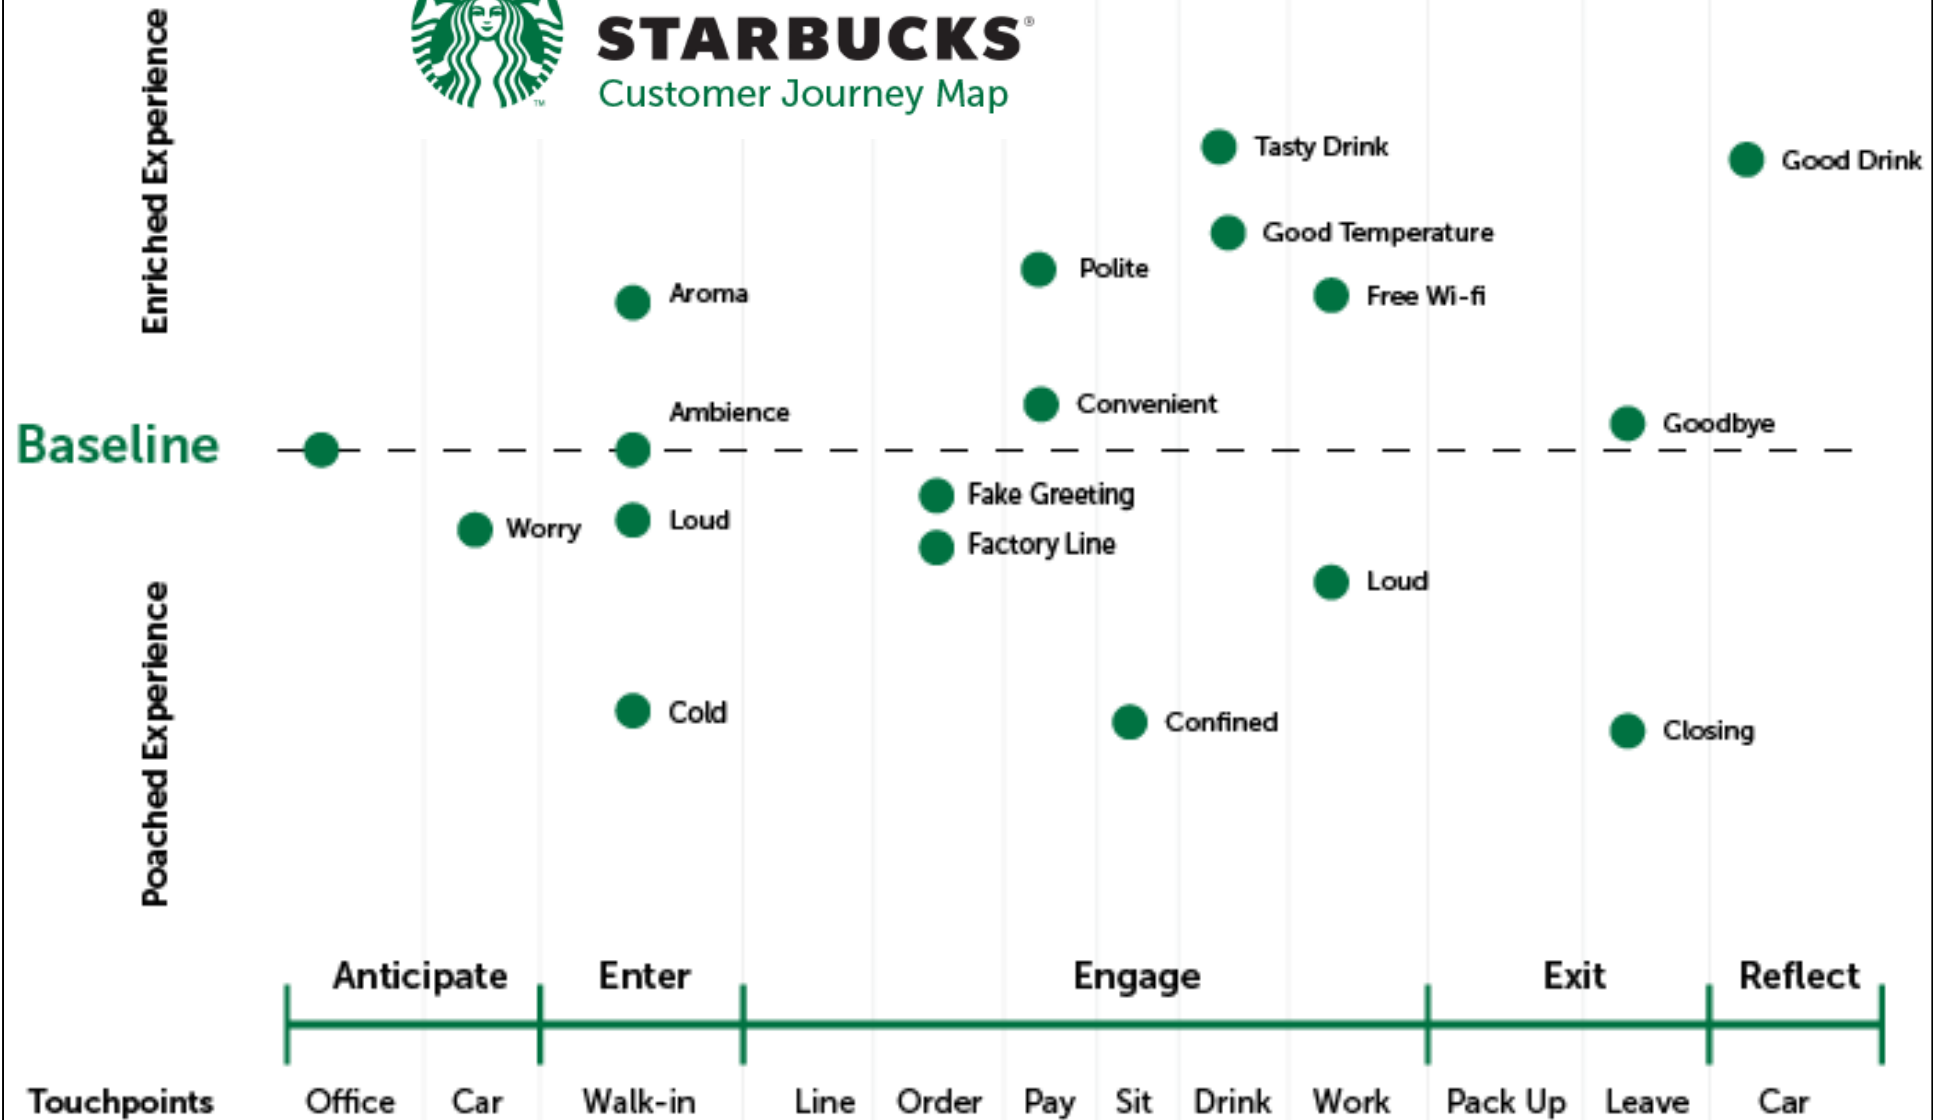 STARBUCKS®
Customer Journey Map
TM
Enriched Experience
Tasty Drink
Good Drink
Good Temperature
Polite
Aroma
Free Wi-fi
Convenient
Ambience
Goodbye
Baseline
Fake Greeting
Loud
Worry
Factory Line
Loud
Poached Experience
Cold
Confined
Closing
Anticipate Enter Engage Exit Reflect
Touchpoints Office Car Walk-in Line Order Pay Sit Drink Work Pack Up Leave Car